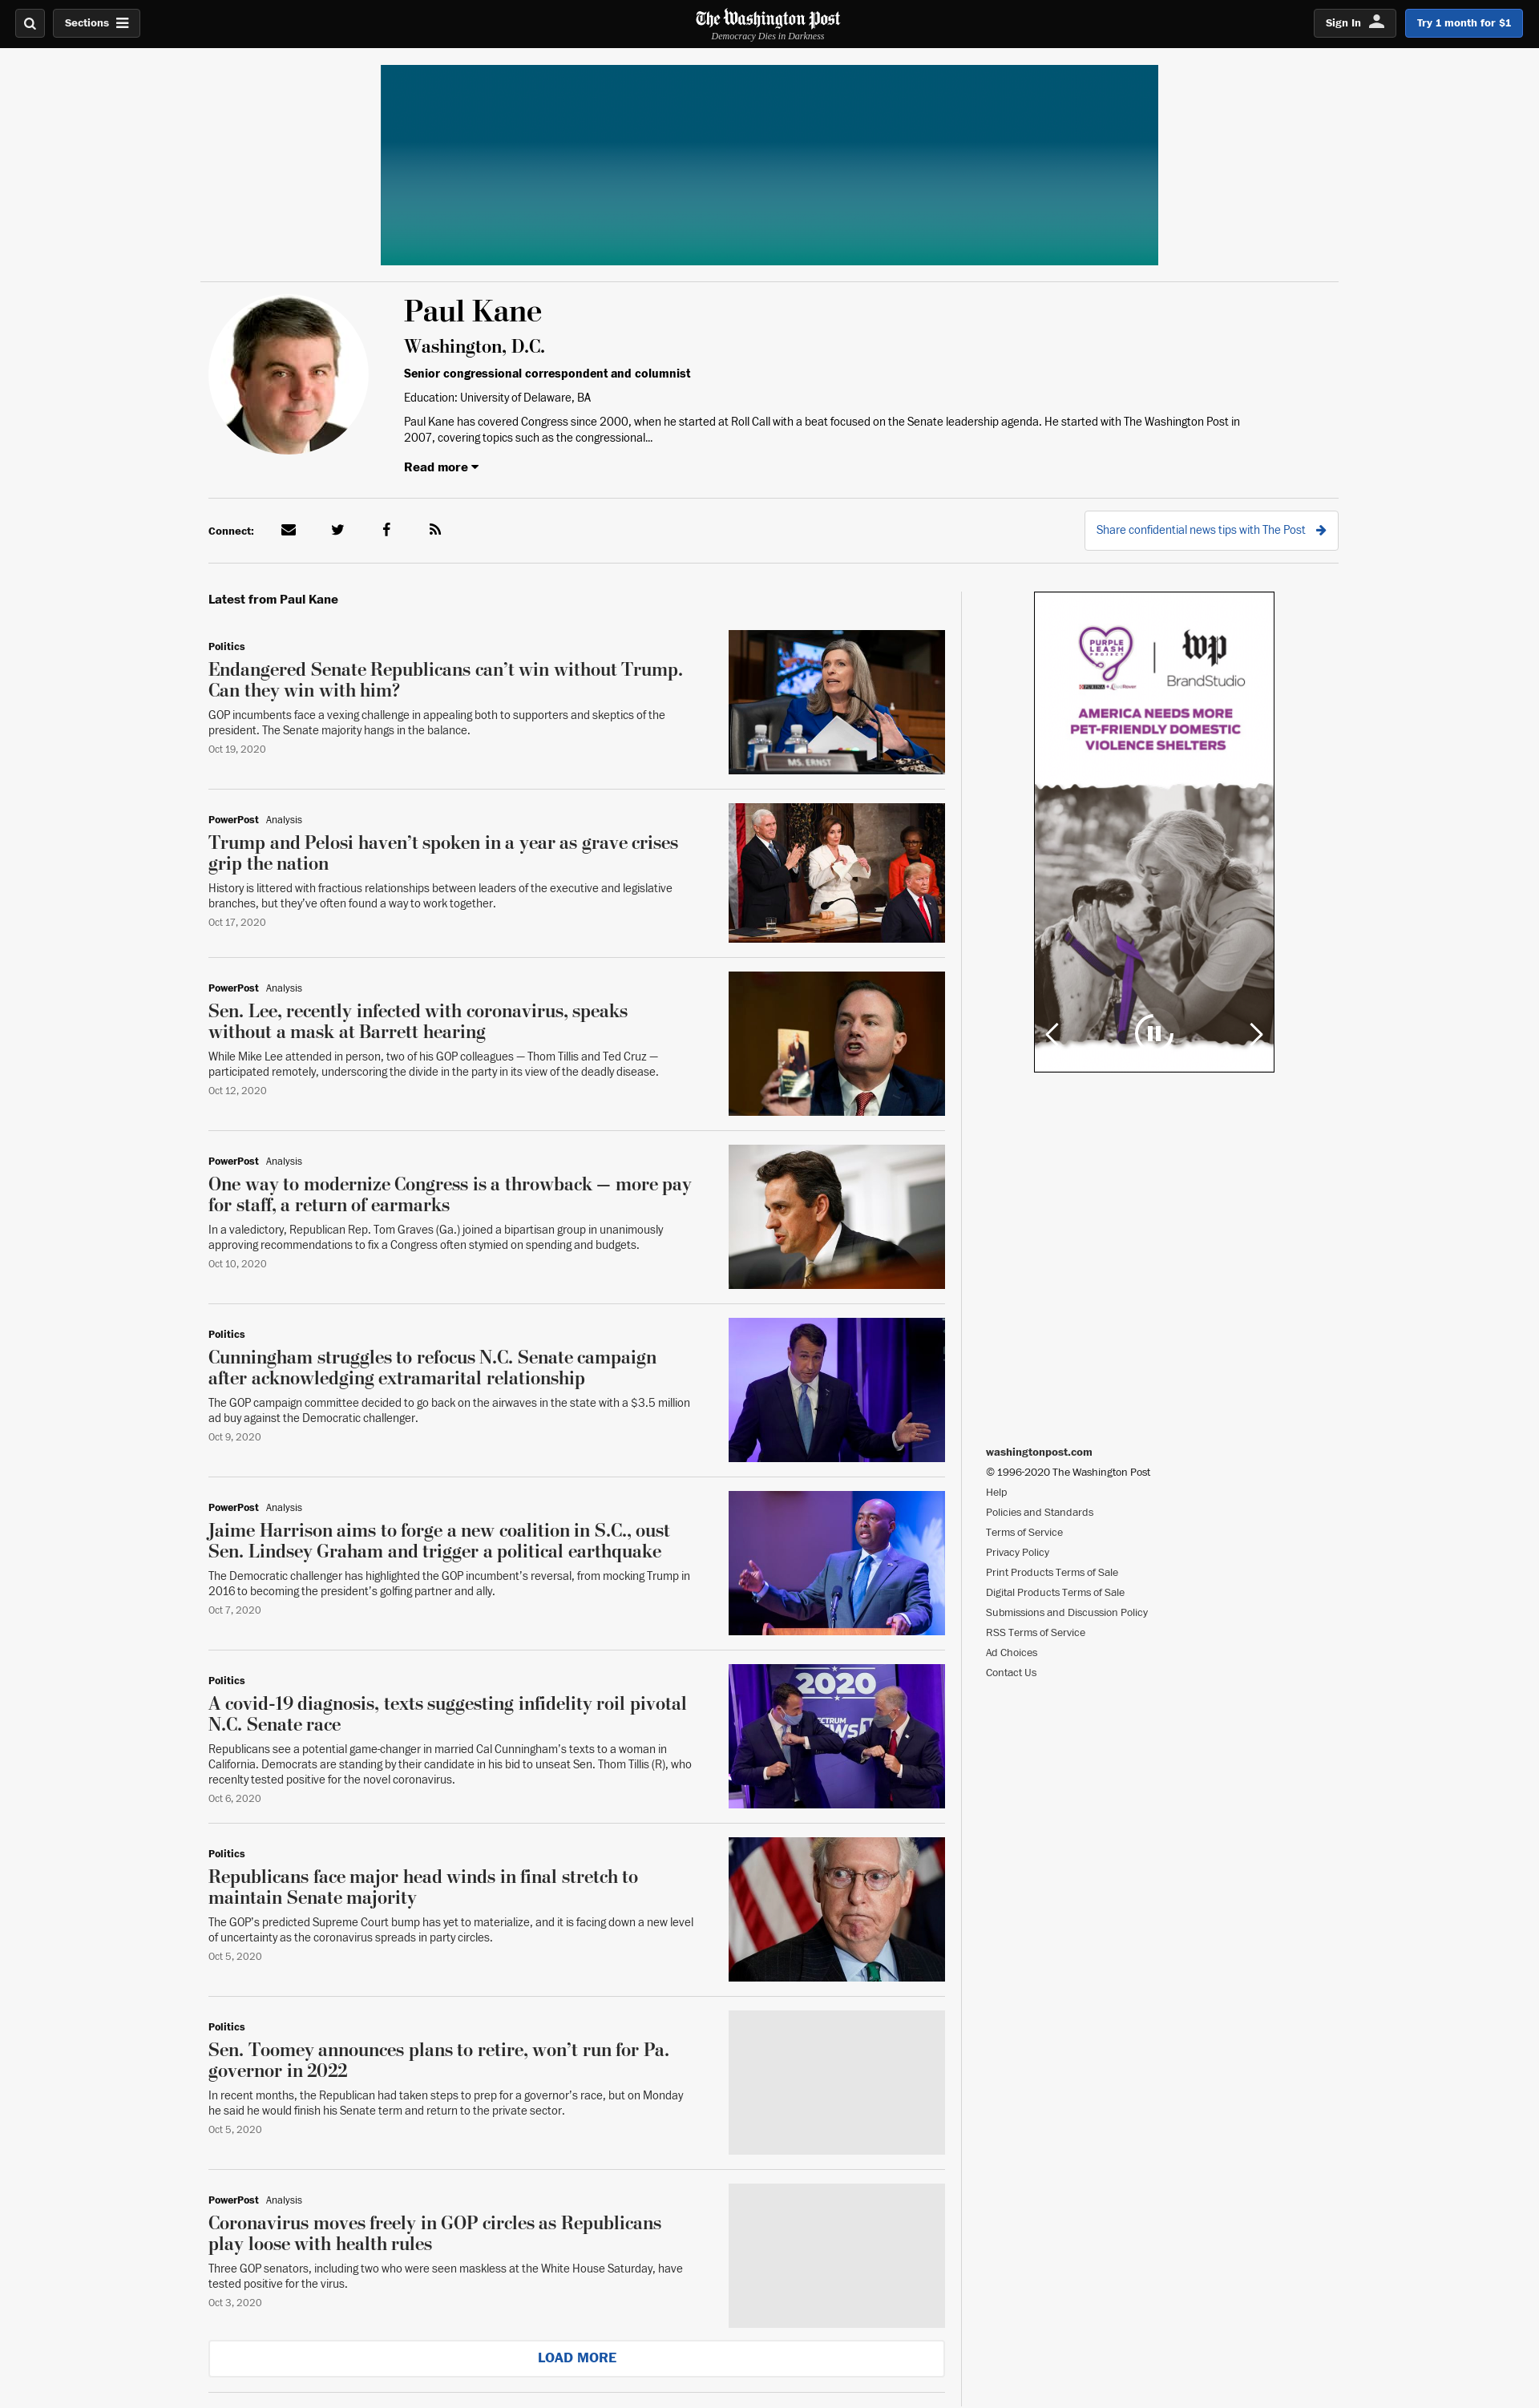 Sections
The Washington Post
Democracy Dies in Darkness
Sign In
Try 1 month for $1
Paul Kane
Washington, D.C.
Senior congressional correspondent and columnist
Education: University of Delaware, BA
Paul Kane has covered Congress since 2000, when he started at Roll Call with a beat focused on the Senate leadership agenda. He started with The Washington Post in
2007, covering topics such as the congressional...
Read more
Connect:
Share confidential news tips with The Post
Latest from Paul Kane
Politics
Endangered Senate Republicans can’t win without Trump.
Can they win with him?
GOP incumbents face a vexing challenge in appealing both to supporters and skeptics of the
president. The Senate majority hangs in the balance.
Oct 19, 2020
MS. ERNST
PowerPost Analysis
Trump and Pelosi haven’t spoken in a year as grave crises
grip the nation
History is littered with fractious relationships between leaders of the executive and legislative
branches, but they’ve often found a way to work together.
Oct 17, 2020
PowerPost Analysis
Sen. Lee, recently infected with coronavirus, speaks
without a mask at Barrett hearing
While Mike Lee attended in person, two of his GOP colleagues — Thom Tillis and Ted Cruz —
participated remotely, underscoring the divide in the party in its view of the deadly disease.
Oct 12, 2020
PowerPost Analysis
One way to modernize Congress is a throwback — more pay
for staff, a return of earmarks
In a valedictory, Republican Rep. Tom Graves (Ga.) joined a bipartisan group in unanimously
approving recommendations to fix a Congress often stymied on spending and budgets.
Oct 10, 2020
Politics
Cunningham struggles to refocus N.C. Senate campaign
after acknowledging extramarital relationship
The GOP campaign committee decided to go back on the airwaves in the state with a $3.5 million
ad buy against the Democratic challenger.
Oct 9, 2020
PowerPost Analysis
Jaime Harrison aims to forge a new coalition in S.C., oust
Sen. Lindsey Graham and trigger a political earthquake
The Democratic challenger has highlighted the GOP incumbent’s reversal, from mocking Trump in
2016 to becoming the president’s golfing partner and ally.
Oct 7, 2020
Politics
A covid-19 diagnosis, texts suggesting infidelity roil pivotal
N.C. Senate race
Republicans see a potential game-changer in married Cal Cunningham’s texts to a woman in
California. Democrats are standing by their candidate in his bid to unseat Sen. Thom Tillis (R), who
recenlty tested positive for the novel coronavirus.
Oct 6, 2020
2020
Politics
Republicans face major head winds in final stretch to
maintain Senate majority
The GOP’s predicted Supreme Court bump has yet to materialize, and it is facing down a new level
of uncertainty as the coronavirus spreads in party circles.
Oct 5, 2020
Politics
Sen. Toomey announces plans to retire, won’t run for Pa.
governor in 2022
In recent months, the Republican had taken steps to prep for a governor’s race, but on Monday
he said he would finish his Senate term and return to the private sector.
Oct 5, 2020
PowerPost Analysis
Coronavirus moves freely in GOP circles as Republicans
play loose with health rules
Three GOP senators, including two who were seen maskless at the White House Saturday, have
tested positive for the virus.
Oct 3, 2020
LOAD MORE
PURPLE
LEASH
PROJECT
PURINA
wp
BrandStudio
AMERICA NEEDS MORE
PET-FRIENDLY DOMESTIC
VIOLENCE SHELTERS
washingtonpost.com
© 1996-2020 The Washington Post
Help
Policies and Standards
Terms of Service
Privacy Policy
Print Products Terms of Sale
Digital Products Terms of Sale
Submissions and Discussion Policy
RSS Terms of Service
Ad Choices
Contact Us